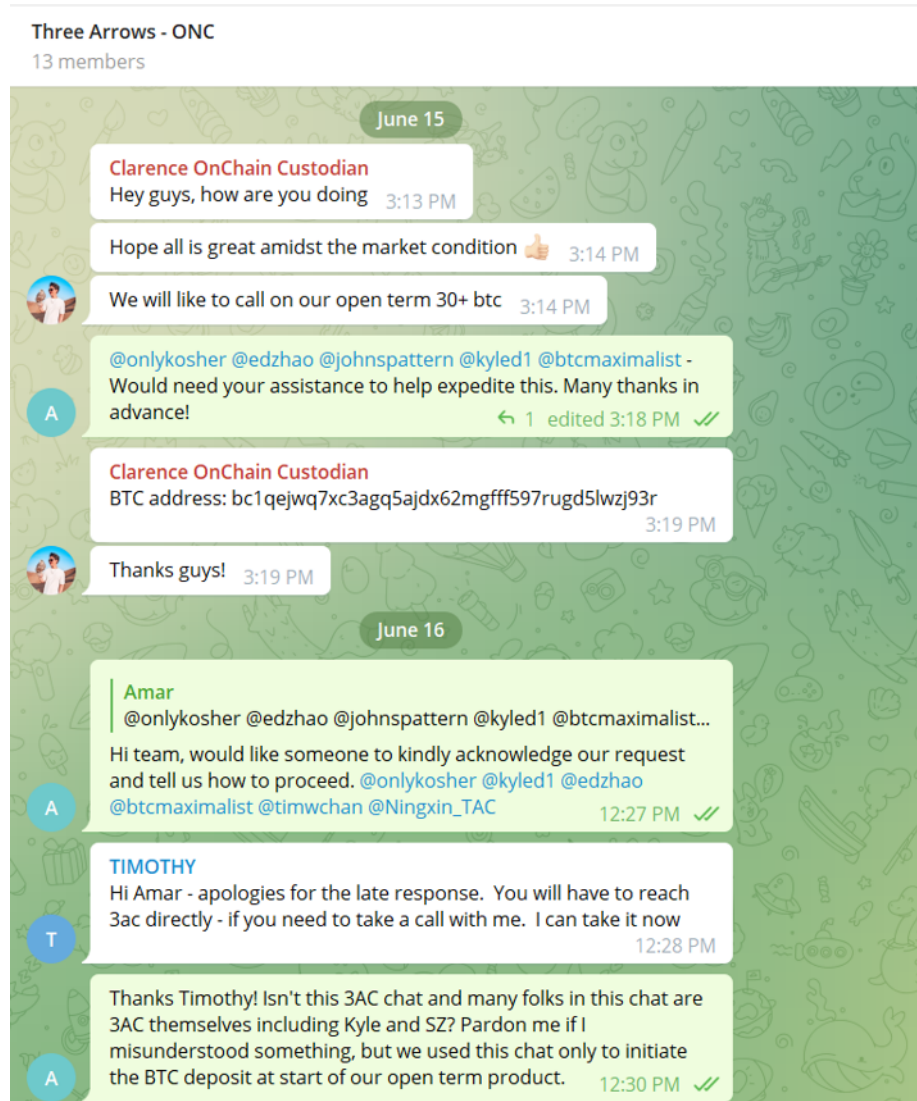 Three Arrows - ONC
13 members
June 15
Clarence OnChain Custodian
Hey guys, how are you doing 3:13 PM
Hope all is great amidst the market condition 👍🏻 3:14 PM
We will like to call on our open term 30+ btc 3:14 PM
@onlykosher @edzhao @johnspattern @kyled1 @btcmaximalist -
Would need your assistance to help expedite this. Many thanks in
advance! 1 edited 3:18 PM
A
Clarence OnChain Custodian
BTC address: bc1qejwq7xc3agq5ajdx62mgfff597rugd5lwzj93r
3:19 PM
Thanks guys! 3:19 PM
June 16
Amar
@onlykosher @edzhao @johnspattern @kyled1 @btcmaximalist...
Hi team, would like someone to kindly acknowledge our request
and tell us how to proceed. @onlykosher @kyled1 @edzhao
@btcmaximalist @timwchan @Ningxin_TAC 12:27 PM
A
TIMOTHY
Hi Amar - apologies for the late response. You will have to reach
3ac directly - if you need to take a call with me. I can take it now
12:28 PM
T
Thanks Timothy! Isn't this 3AC chat and many folks in this chat are
3AC themselves including Kyle and SZ? Pardon me if I
misunderstood something, but we used this chat only to initiate
the BTC deposit at start of our open term product. 12:30 PM
A